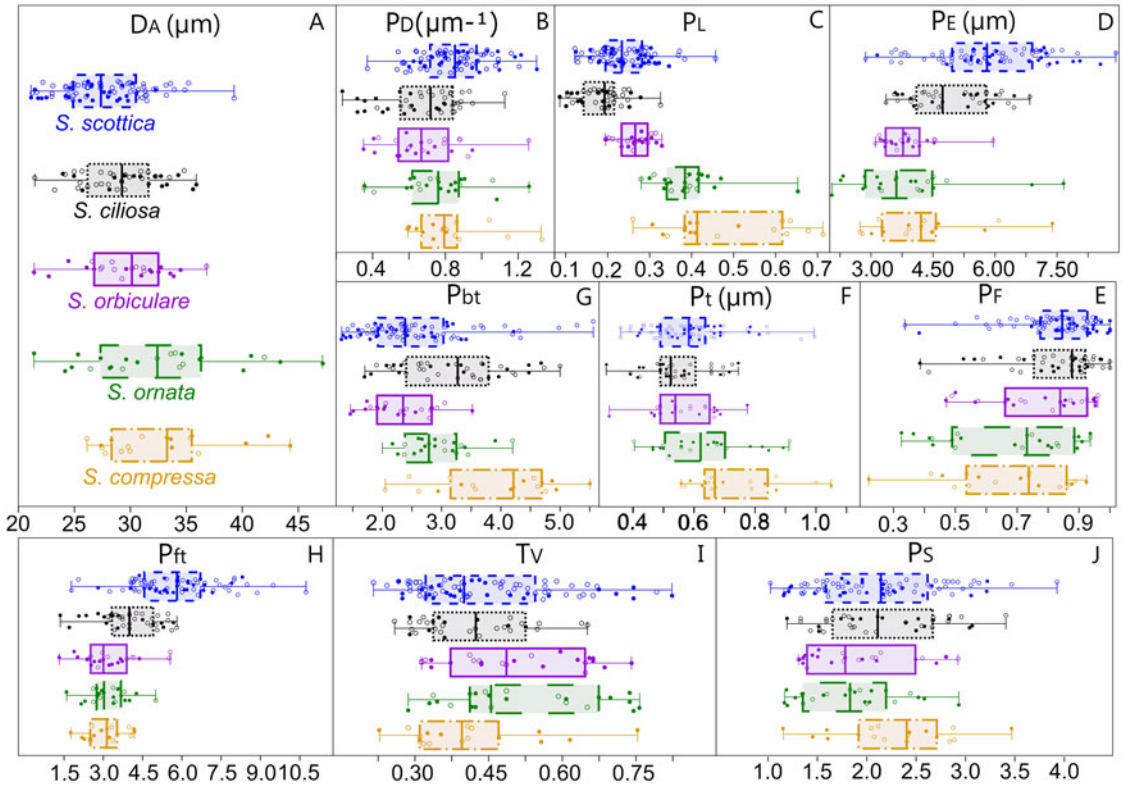 DA (μm) A
PD(μm-¹) B
PL C
PE (μm) D
S. scottica
S. ciliosa
S. orbiculare
S. ornata
S. compressa
20 25 30 35 40 45
0.4 0.8 1.2
0.1 0.2 0.3 0.4 0.5 0.6 0.7
3.00 4.50 6.00 7.50
Pbt G
Pt (μm) F
PF E
2.0 3.0 4.0 5.0
0.4 0.6 0.8 1.0
0.3 0.5 0.7 0.9
Pft H
TV I
PS J
1.5 3.0 4.5 6.0 7.5 9.0 10.5
0.30 0.45 0.60 0.75
1.0 1.5 2.0 2.5 3.0 3.5 4.0